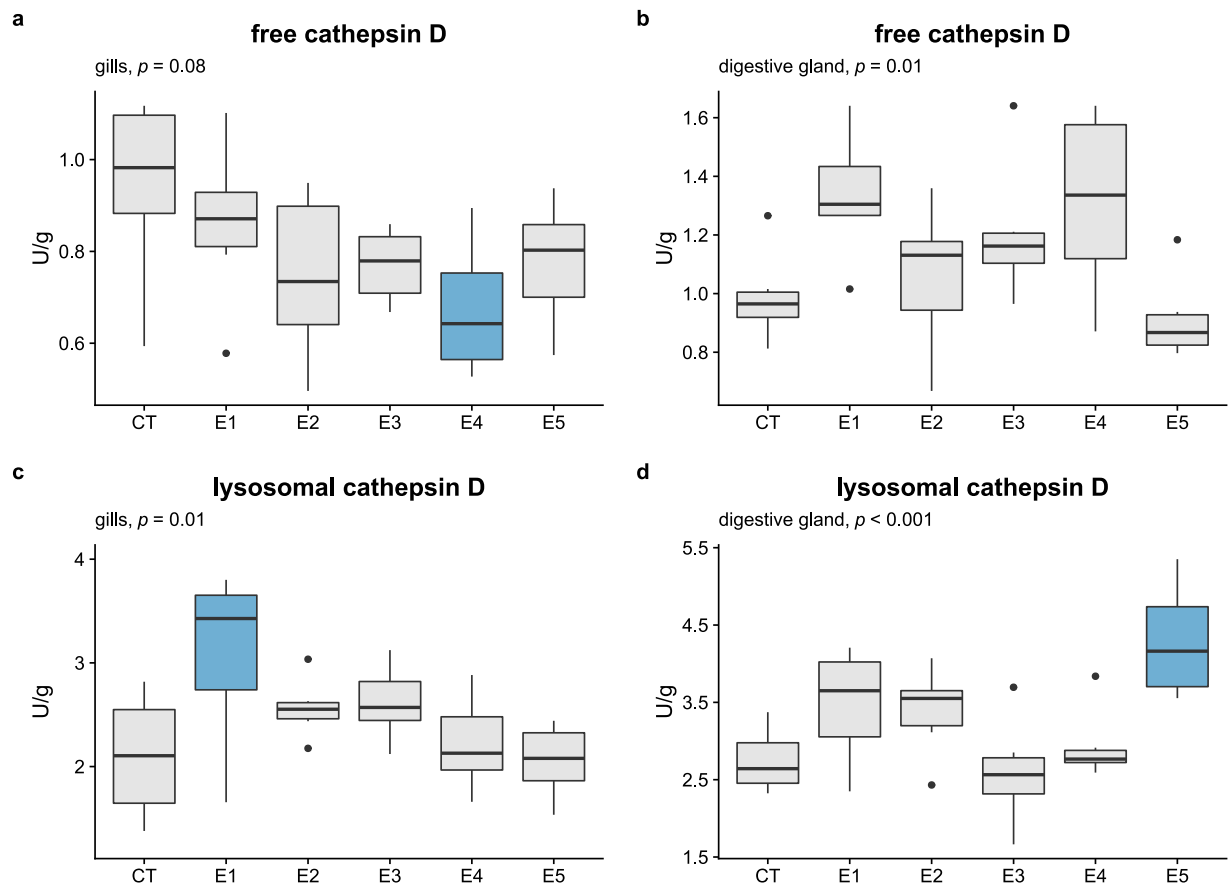 a
free cathepsin D
gills, p = 0.08
U/g
1.0
0.8
0.6
CT E1 E2 E3 E4 E5
b
free cathepsin D
digestive gland, p = 0.01
U/g
1.6
1.4
1.2
1.0
0.8
CT E1 E2 E3 E4 E5
c
lysosomal cathepsin D
gills, p = 0.01
U/g
4
3
2
CT E1 E2 E3 E4 E5
d
lysosomal cathepsin D
digestive gland, p < 0.001
U/g
5.5
4.5
3.5
2.5
1.5
CT E1 E2 E3 E4 E5